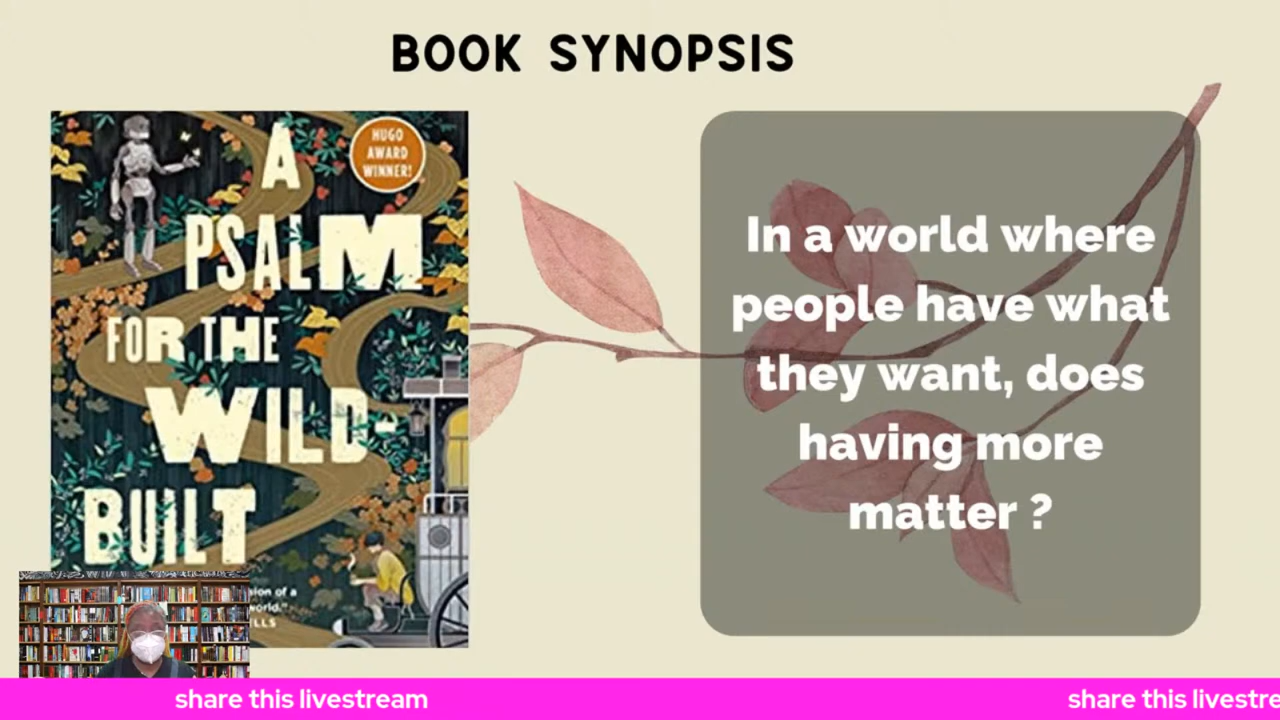 BOOK SYNOPSIS
HUGO
AWARD
WINNER!
A
PSALM
FOR THE
WILD-
BUILT
world."
In a world where
people have what
they want, does
having more
matter ?
share this livestream
share this